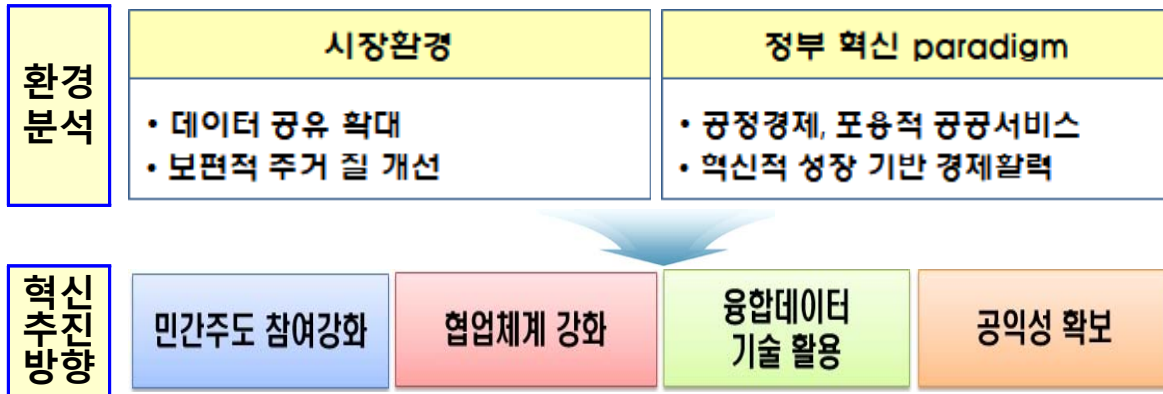 환경
분석
시장환경
• 데이터 공유 확대
• 보편적 주거 질 개선
정부 혁신 paradigm
• 공정경제, 포용적 공공서비스
• 혁신적 성장 기반 경제활력
혁신
추진
방향
민간주도 참여강화
협업체계 강화
융합데이터
기술 활용
공익성 확보